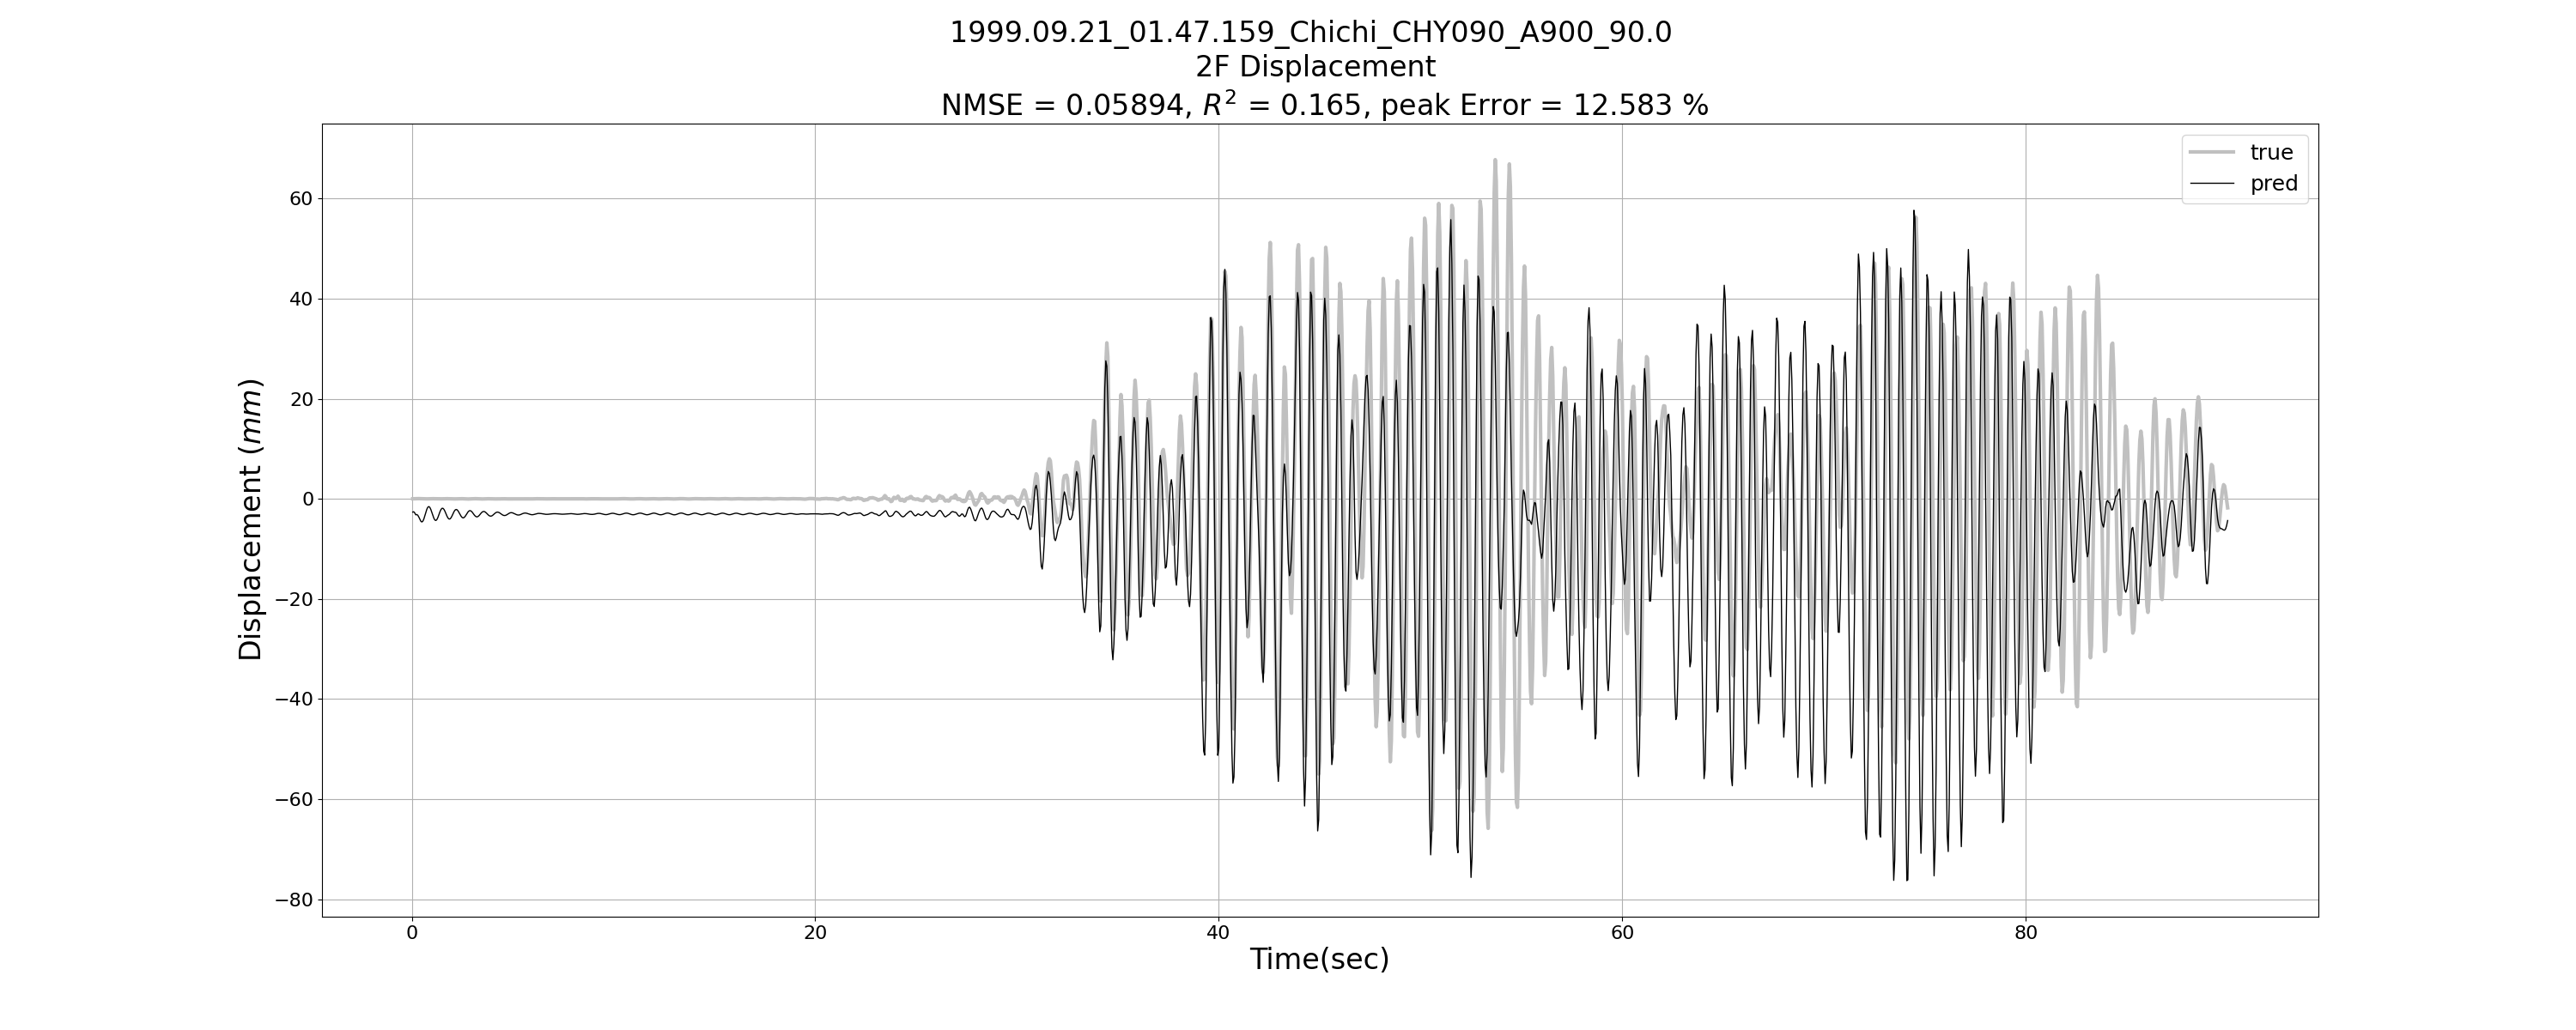 1999.09.21_01.47.159_Chichi_CHY090_A900_90.0
2F Displacement
NMSE = 0.05894, R² = 0.165, peak Error = 12.583 %
true
pred
60
40
20
0
−20
−40
−60
−80
Displacement (mm)
0 20 40 60 80
Time(sec)